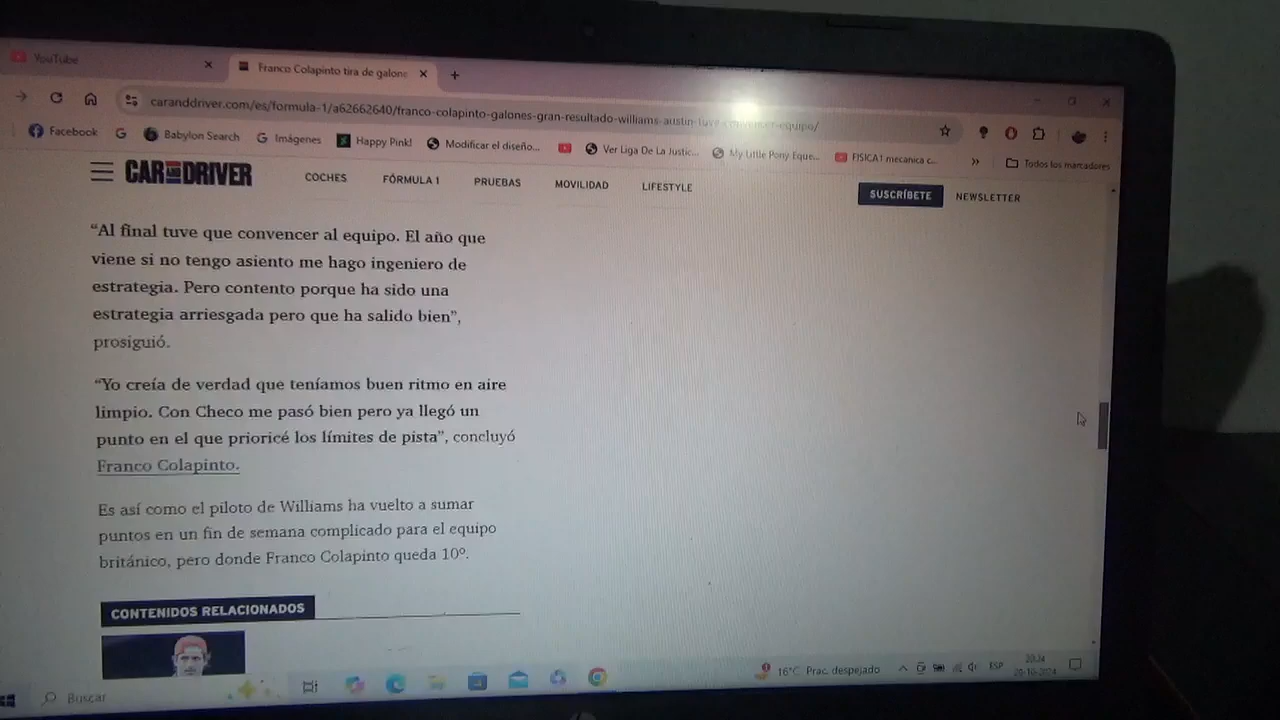 YouTube
Franco Colapinto tira de galone
caranddriver.com/es/formula-1/a62662640/franco-colapinto-galones-gran-resultado-williams-austin-tuve-convencer-equipo/
Facebook
Babylon Search
Imágenes
Happy Pink!
Modificar el diseño...
Ver Liga De La Justic...
My Little Pony Eque...
FISICA1 mecanica c...
Todos los marcadores
CAR AND DRIVER
COCHES
FÓRMULA 1
PRUEBAS
MOVILIDAD
LIFESTYLE
SUSCRÍBETE
NEWSLETTER
“Al final tuve que convencer al equipo. El año que
viene si no tengo asiento me hago ingeniero de
estrategia. Pero contento porque ha sido una
estrategia arriesgada pero que ha salido bien”,
prosiguió.
“Yo creía de verdad que teníamos buen ritmo en aire
limpio. Con Checo me pasó bien pero ya llegó un
punto en el que prioricé los límites de pista”, concluyó
Franco Colapinto.
Es así como el piloto de Williams ha vuelto a sumar
puntos en un fin de semana complicado para el equipo
británico, pero donde Franco Colapinto queda 10º.
CONTENIDOS RELACIONADOS
Buscar
16°C Prac. despejado
ESP